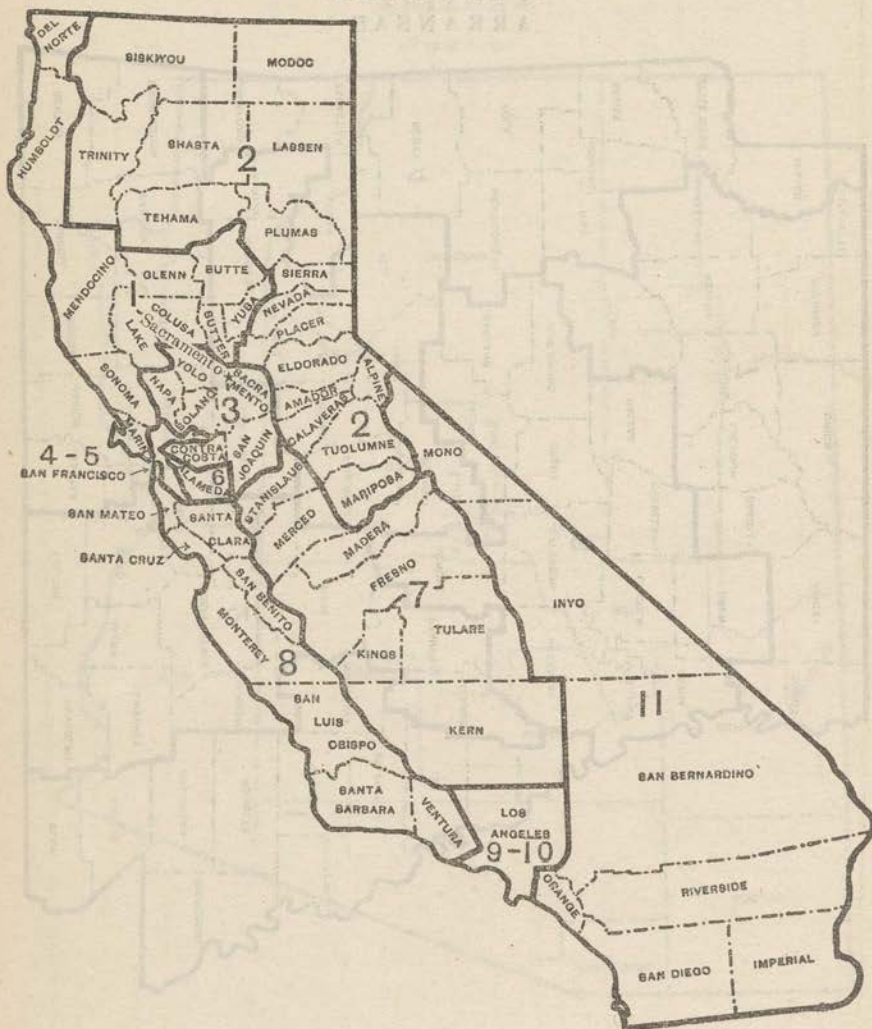 DEL
NORTE
SISKIYOU
MODOC
HUMBOLDT
TRINITY
SHASTA
LASSEN
2
TEHAMA
PLUMAS
MENDOCINO
GLENN
BUTTE
SIERRA
1
COLUSA
SUTTER
YUBA
NEVADA
PLACER
LAKE
Sacramento
YOLO
ELDORADO
ALPINE
SONOMA
NAPA
SOLANO
SACRA
MENTO
3
AMADOR
CALAVERAS
2
TUOLUMNE
MONO
MARIN
CONTRA
COSTA
SAN
JOAQUIN
4-5
SAN FRANCISCO
6
ALAMEDA
STANISLAUS
MARIPOSA
SAN MATEO
SANTA
CLARA
MERCED
MADERA
SANTA CRUZ
SAN BENITO
FRESNO
7
INYO
MONTEREY
8
KINGS
TULARE
SAN
LUIS
OBISPO
KERN
11
SAN BERNARDINO
SANTA
BARBARA
VENTURA
LOS
ANGELES
9-10
ORANGE
RIVERSIDE
SAN DIEGO
IMPERIAL